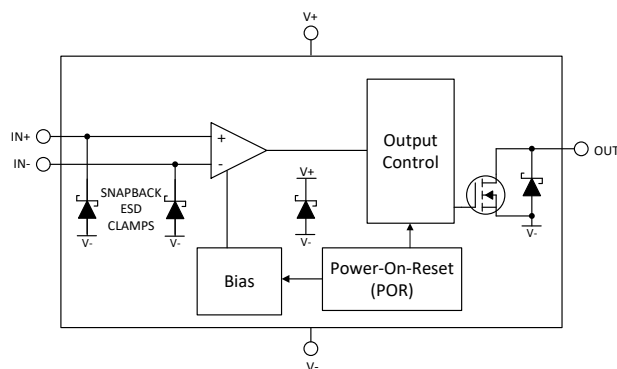 V+
IN+
IN-
+
-
Output
Control
OUT
SNAPBACK
ESD
CLAMPS
V+
V-
V-
V-
V-
Bias
Power-On-Reset
(POR)
V-